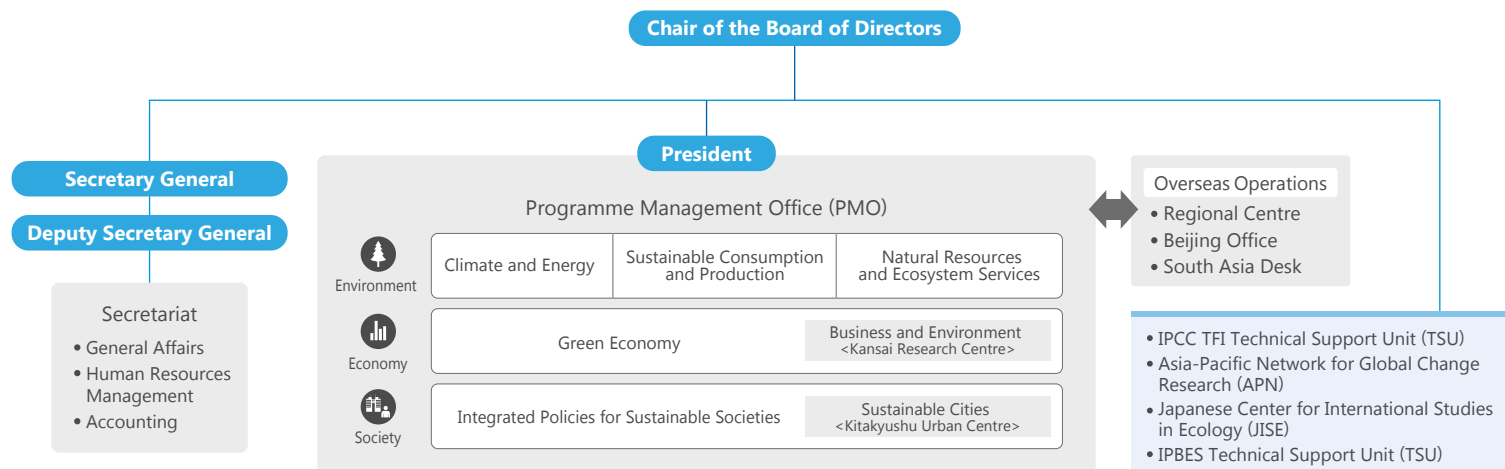 Chair of the Board of Directors
President
Secretary General
Deputy Secretary General
Secretariat
• General Affairs
• Human Resources
Management
• Accounting
Programme Management Office (PMO)
Environment
Climate and Energy
Sustainable Consumption
and Production
Natural Resources
and Ecosystem Services
Economy
Green Economy
Business and Environment
<Kansai Research Centre>
Society
Integrated Policies for Sustainable Societies
Sustainable Cities
<Kitakyushu Urban Centre>
Overseas Operations
• Regional Centre
• Beijing Office
• South Asia Desk
• IPCC TFI Technical Support Unit (TSU)
• Asia-Pacific Network for Global Change
Research (APN)
• Japanese Center for International Studies
in Ecology (JISE)
• IPBES Technical Support Unit (TSU)